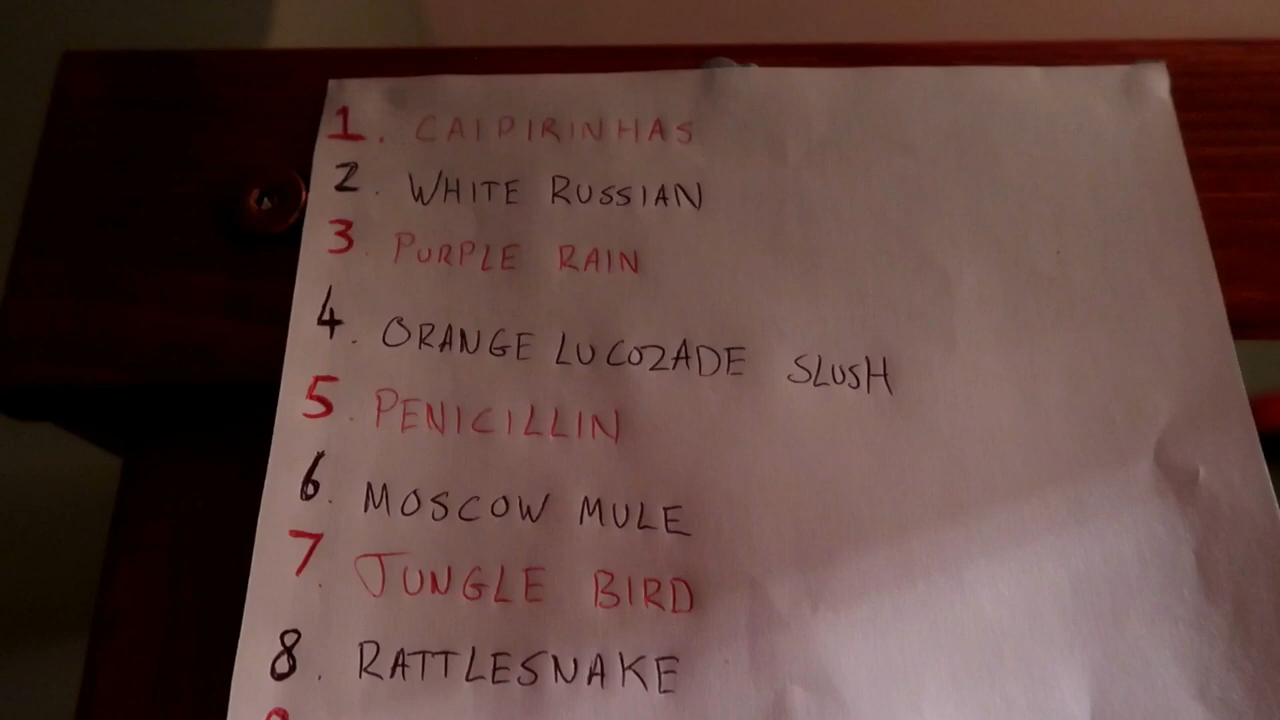 1. CAIPIRINHAS
2. WHITE RUSSIAN
3. PURPLE RAIN
4. ORANGE LUCOZADE SLUSH
5. PENICILLIN
6. MOSCOW MULE
7. JUNGLE BIRD
8. RATTLESNAKE